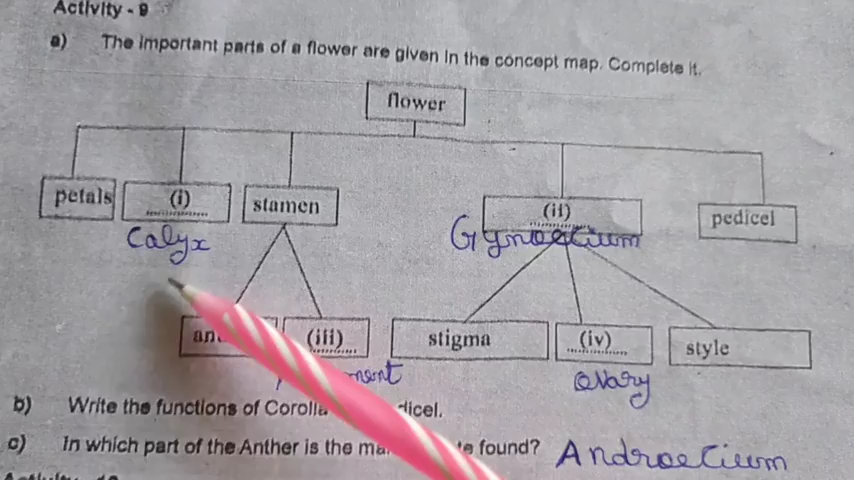 Activity - 9
a) The important parts of a flower are given in the concept map. Complete it.
flower
petals (i) stamen (ii) pedicel
Calyx Gynoecium
(iii) stigma (iv) style
Ovary
b) Write the functions of Corolla
c) In which part of the Anther is the found? Androecium